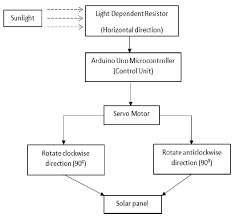 Sunlight
Light Dependent Resistor
(Horizontal direction)
Arduino Uno Microcontroller
(Control Unit)
Servo Motor
Rotate clockwise
direction (90⁰)
Rotate anticlockwise
direction (90⁰)
Solar panel